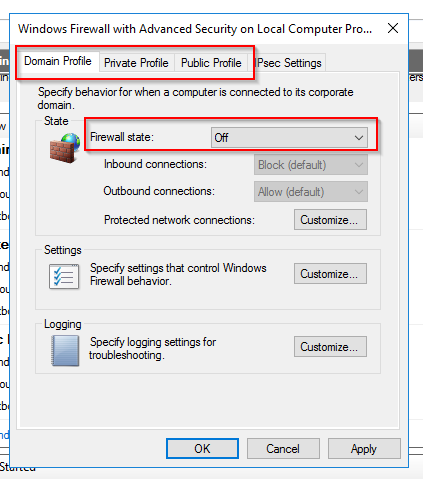 Windows Firewall with Advanced Security on Local Computer Pro...
Domain Profile
Private Profile
Public Profile
IPsec Settings
Specify behavior for when a computer is connected to its corporate
domain.
State
Firewall state:
Off
Inbound connections:
Block (default)
Outbound connections:
Allow (default)
Protected network connections:
Customize...
Settings
Specify settings that control Windows
Firewall behavior.
Customize...
Logging
Specify logging settings for
troubleshooting.
Customize...
OK
Cancel
Apply
Started